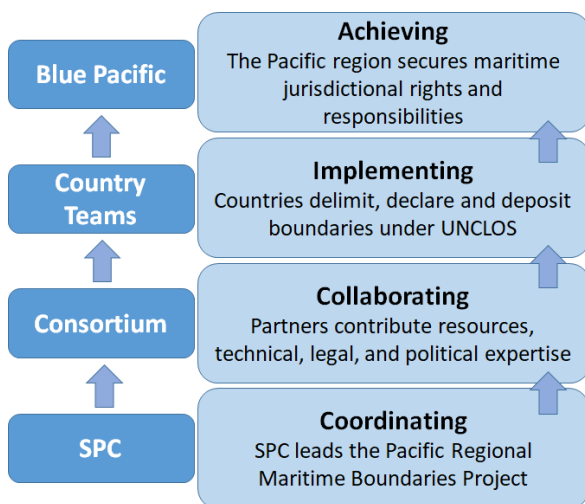 Blue Pacific
Achieving
The Pacific region secures maritime
jurisdictional rights and
responsibilities
Country
Teams
Implementing
Countries delimit, declare and deposit
boundaries under UNCLOS
Consortium
Collaborating
Partners contribute resources,
technical, legal, and political expertise
SPC
Coordinating
SPC leads the Pacific Regional
Maritime Boundaries Project